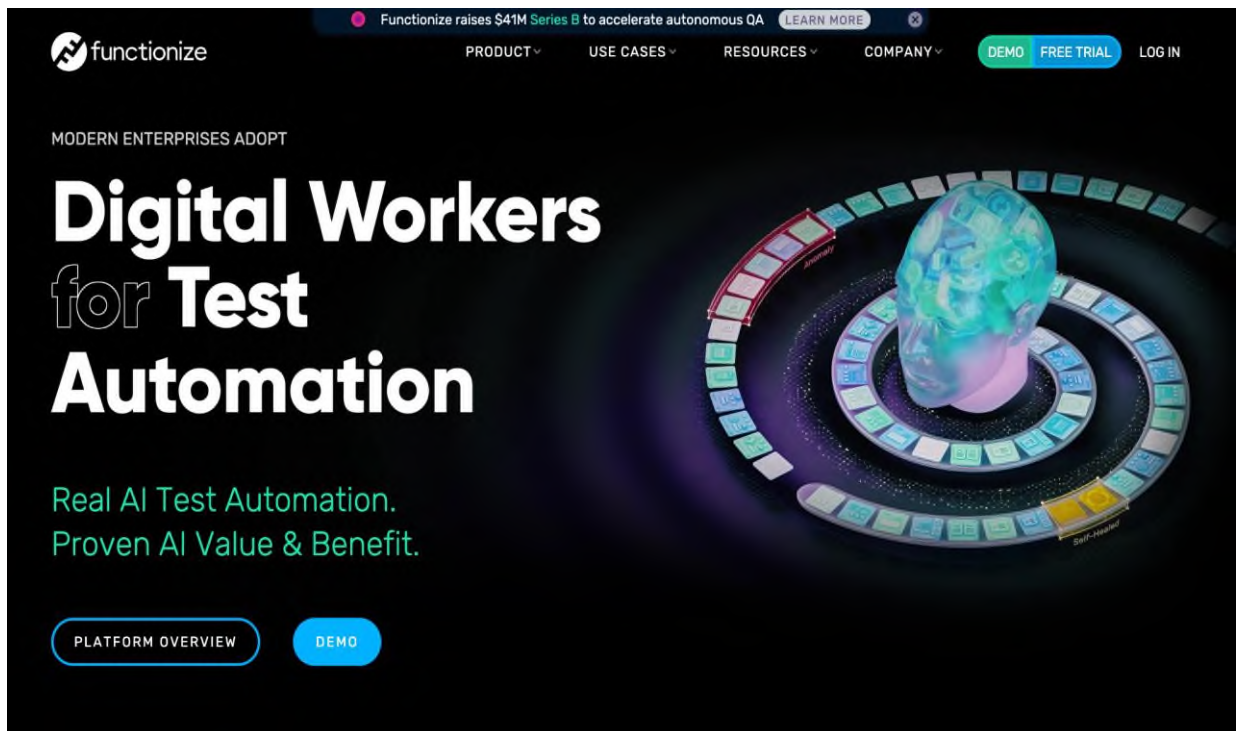 Functionize raises $41M Series B to accelerate autonomous QA LEARN MORE
functionize PRODUCT USE CASES RESOURCES COMPANY DEMO FREE TRIAL LOG IN
MODERN ENTERPRISES ADOPT
Digital Workers
for Test
Automation
Anomaly
Real AI Test Automation.
Proven AI Value & Benefit.
Self-Healed
PLATFORM OVERVIEW DEMO